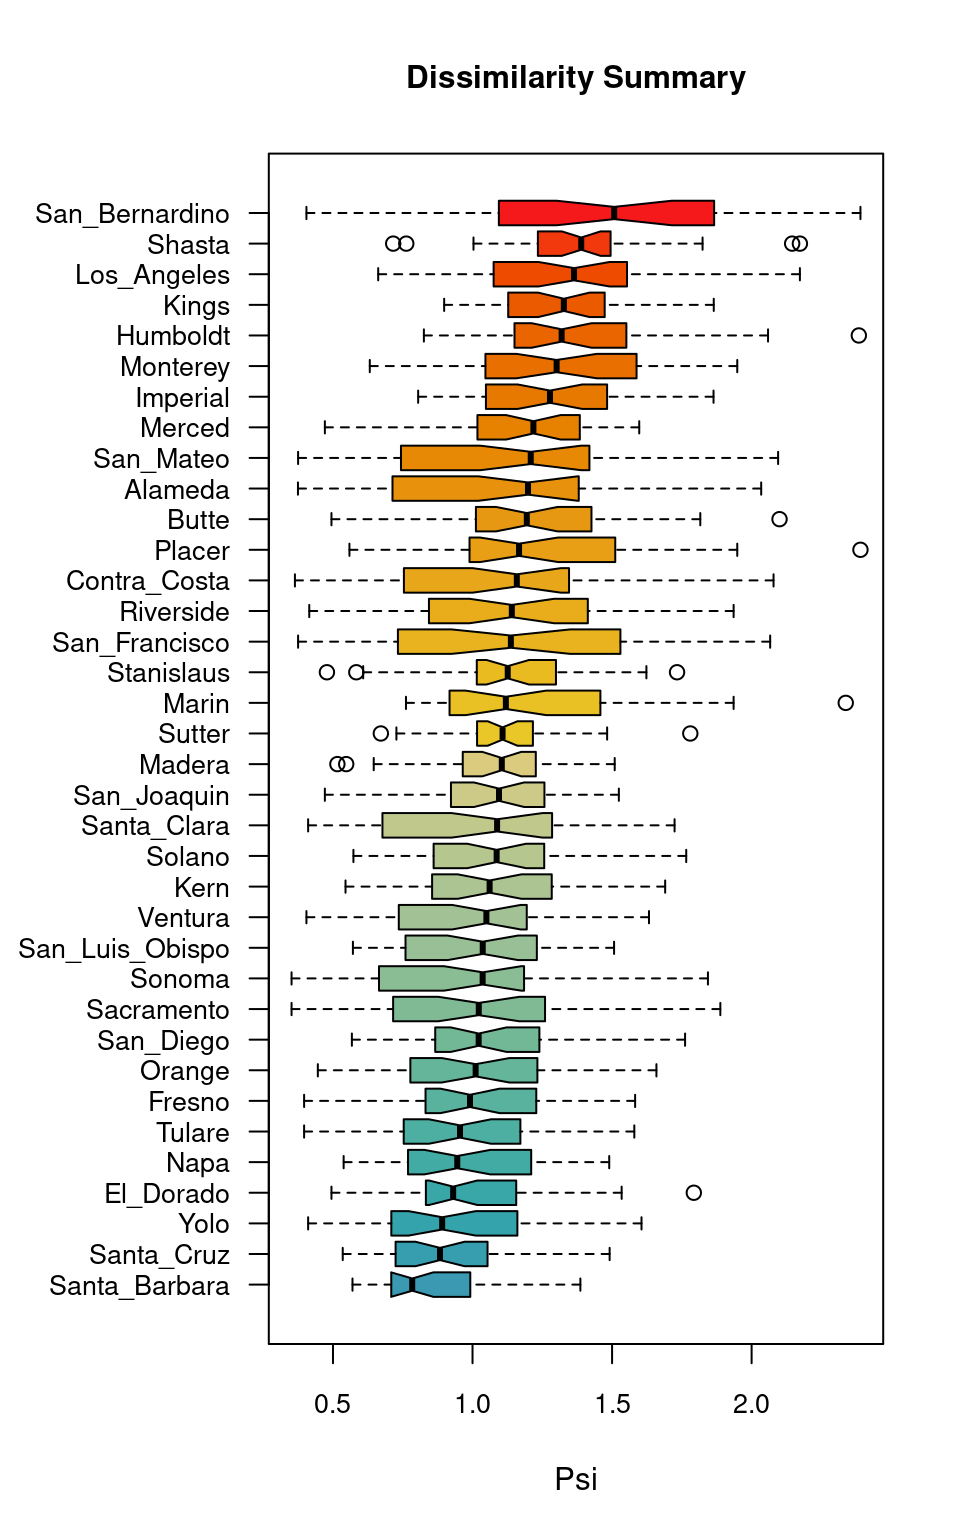 Dissimilarity Summary
San_Bernardino
Shasta
Los_Angeles
Kings
Humboldt
Monterey
Imperial
Merced
San_Mateo
Alameda
Butte
Placer
Contra_Costa
Riverside
San_Francisco
Stanislaus
Marin
Sutter
Madera
San_Joaquin
Santa_Clara
Solano
Kern
Ventura
San_Luis_Obispo
Sonoma
Sacramento
San_Diego
Orange
Fresno
Tulare
Napa
El_Dorado
Yolo
Santa_Cruz
Santa_Barbara
0.5 1.0 1.5 2.0
Psi